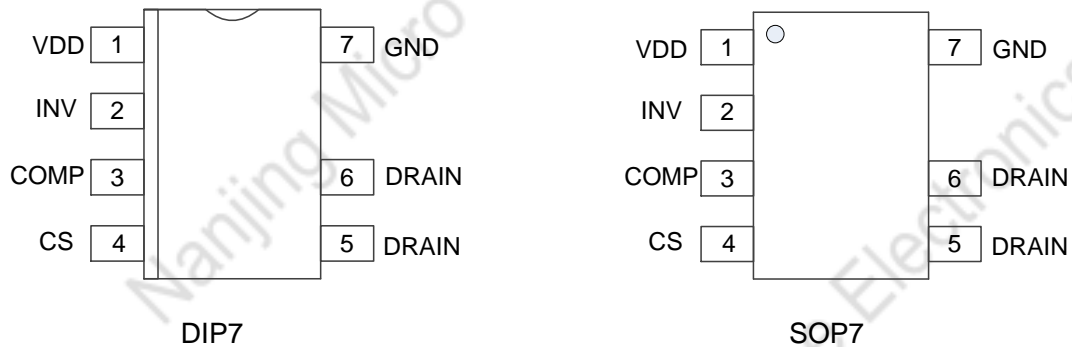 VDD 1 7 GND
INV 2
COMP 3 6 DRAIN
CS 4 5 DRAIN
DIP7
VDD 1 7 GND
INV 2
COMP 3 6 DRAIN
CS 4 5 DRAIN
SOP7
Nanjing Micro
Electronics